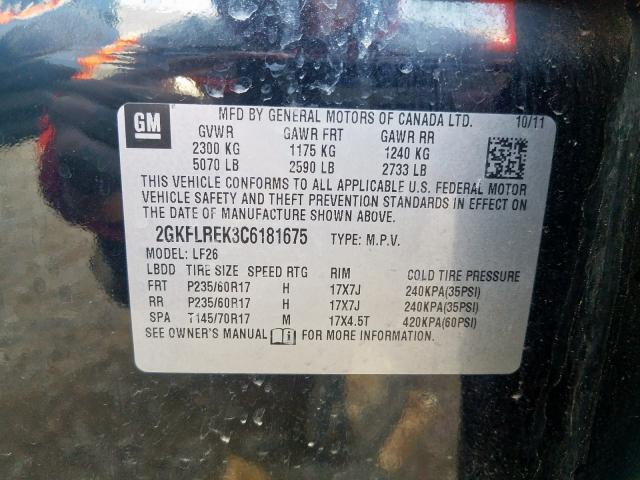 GM
MFD BY GENERAL MOTORS OF CANADA LTD. 10/11
GVWR GAWR FRT GAWR RR
2300 KG 1175 KG 1240 KG
5070 LB 2590 LB 2733 LB
THIS VEHICLE CONFORMS TO ALL APPLICABLE U.S. FEDERAL MOTOR
VEHICLE SAFETY AND THEFT PREVENTION STANDARDS IN EFFECT ON
THE DATE OF MANUFACTURE SHOWN ABOVE.
2GKFLREK3C6181675 TYPE: M.P.V.
MODEL: LF26
LBDD TIRE SIZE SPEED RTG RIM COLD TIRE PRESSURE
FRT P235/60R17 H 17X7J 240KPA(35PSI)
RR P235/60R17 H 17X7J 240KPA(35PSI)
SPA T145/70R17 M 17X4.5T 420KPA(60PSI)
SEE OWNER'S MANUAL FOR MORE INFORMATION.